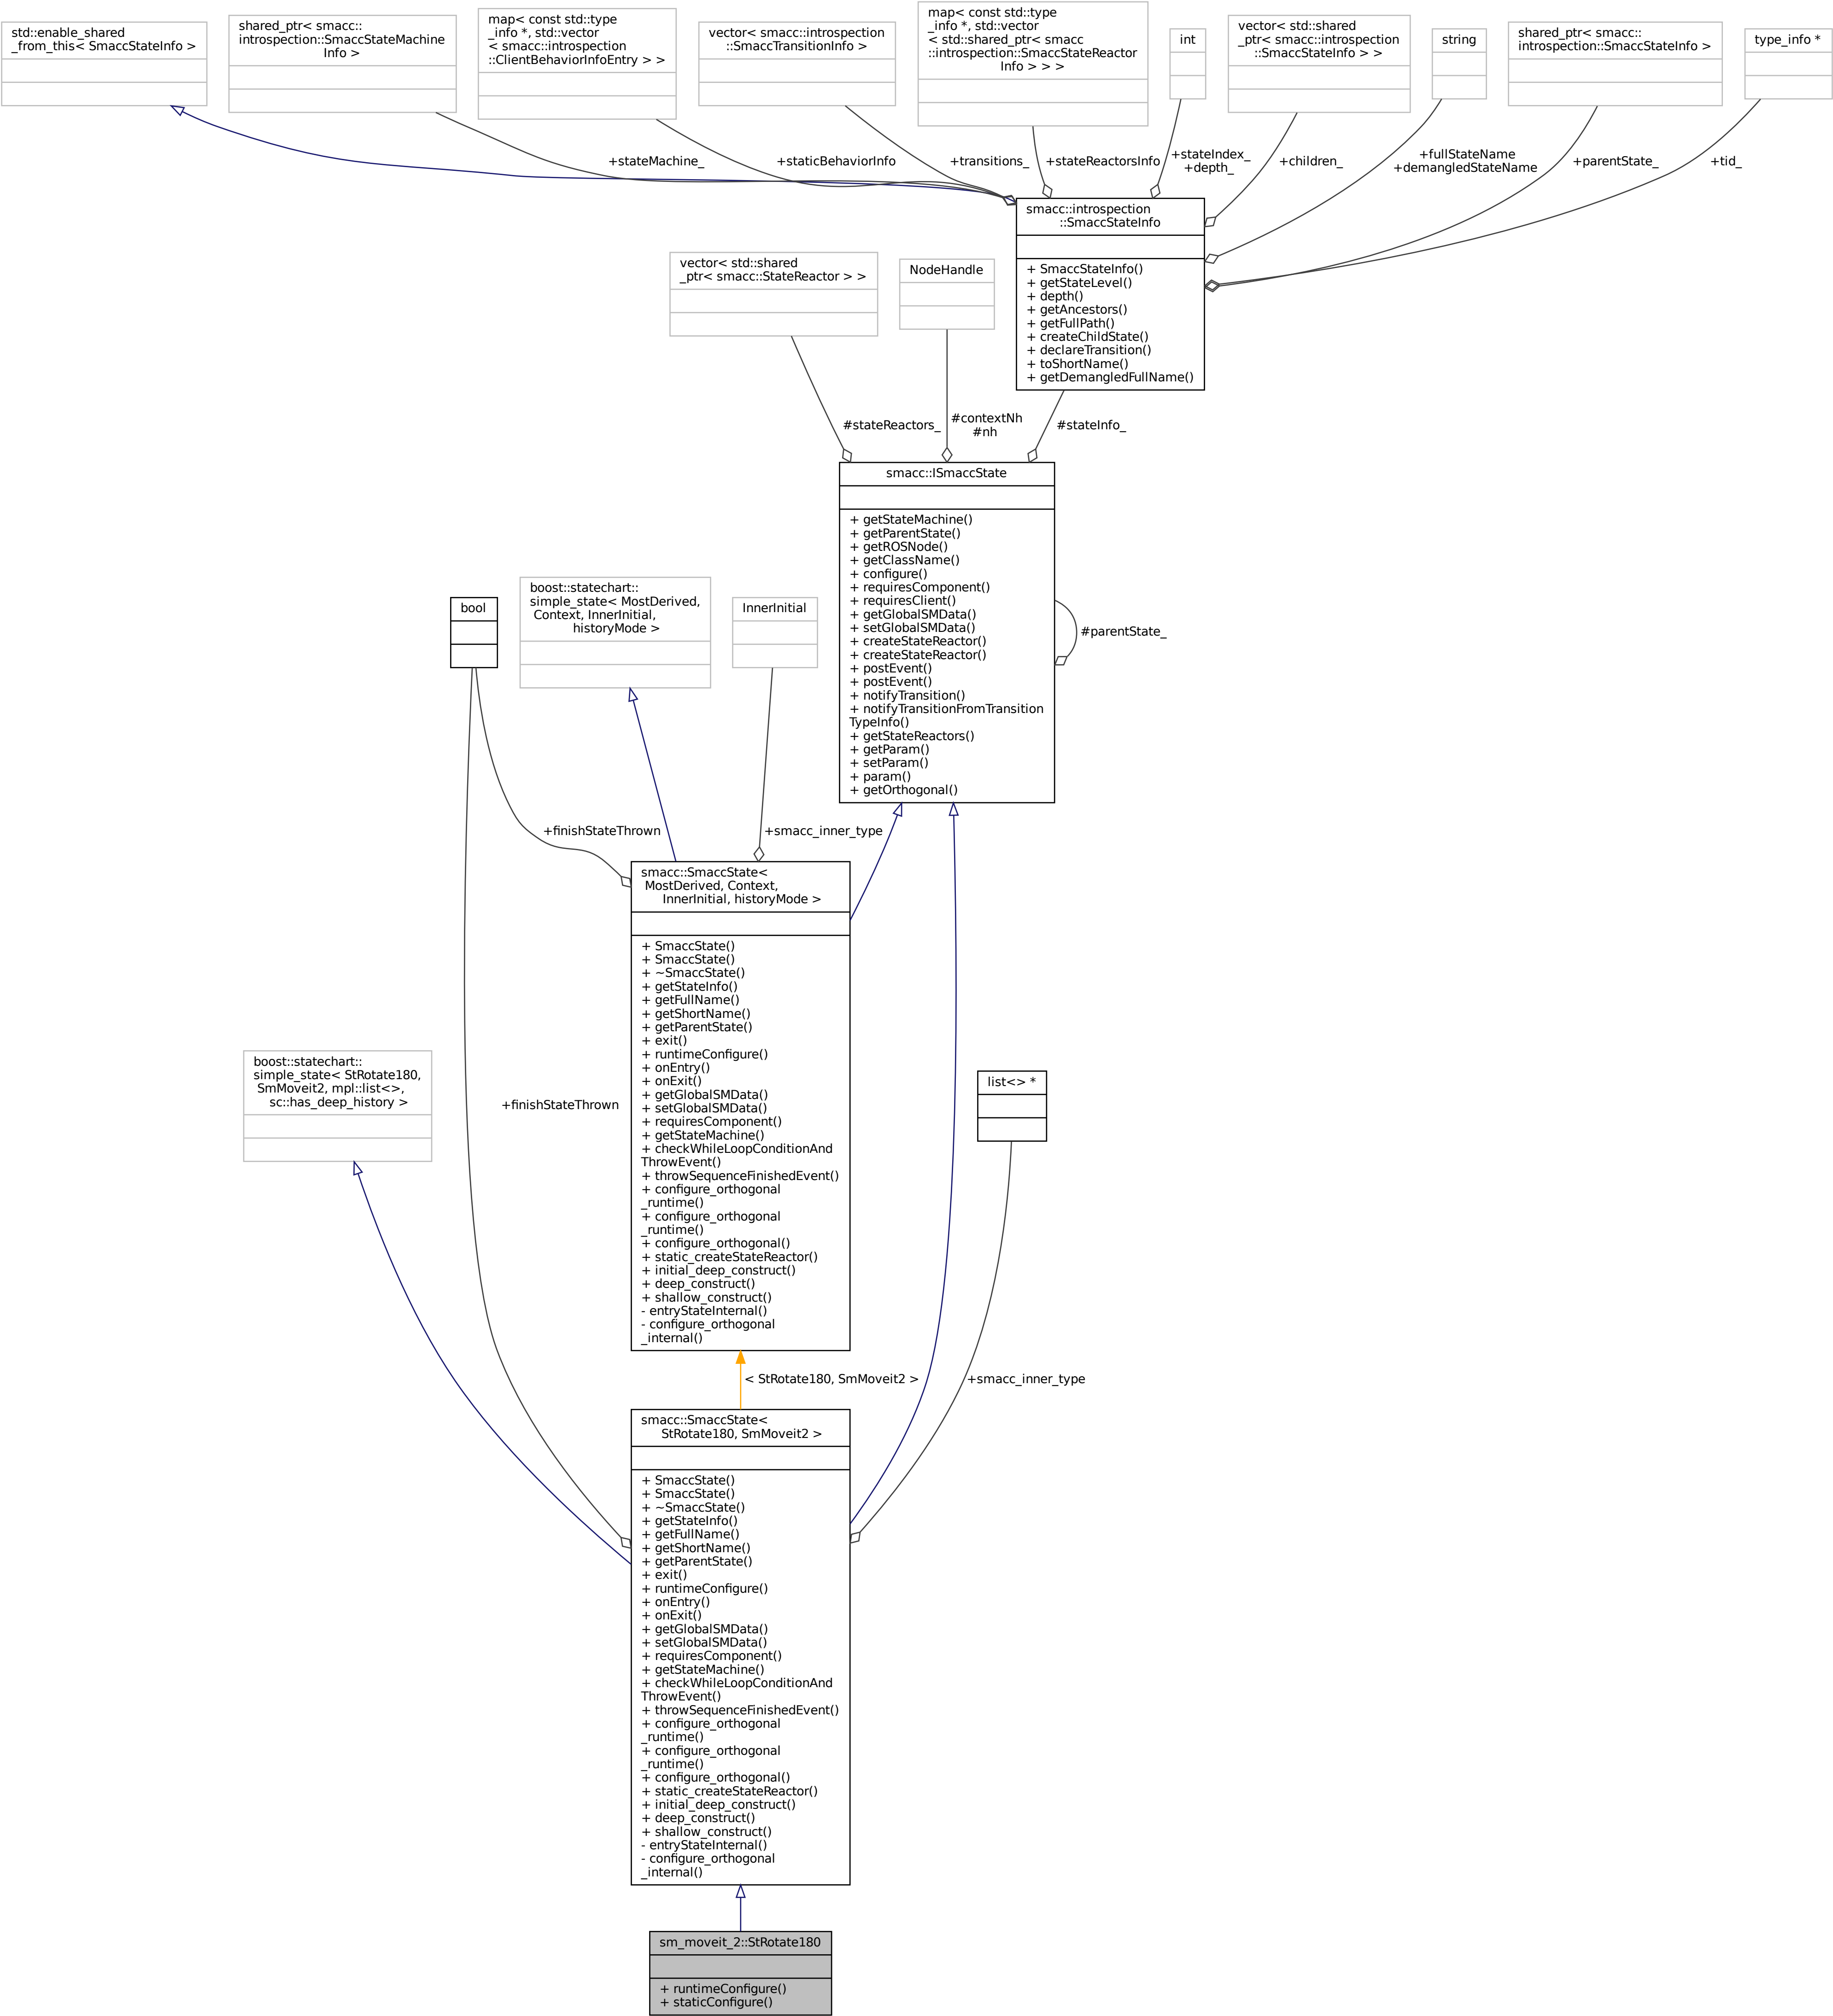 std::enable_shared
_from_this< SmaccStateInfo >
shared_ptr< smacc::
introspection::SmaccStateMachine
Info >
map< const std::type
_info *, std::vector
< smacc::introspection
::ClientBehaviorInfoEntry > >
vector< smacc::introspection
::SmaccTransitionInfo >
map< const std::type
_info *, std::vector
< std::shared_ptr< smacc
::introspection::SmaccStateReactor
Info > > >
int
vector< std::shared
_ptr< smacc::introspection
::SmaccStateInfo > >
string
shared_ptr< smacc::
introspection::SmaccStateInfo >
type_info *
+stateMachine_
+staticBehaviorInfo
+transitions_
+stateReactorsInfo
+stateIndex_
+depth_
+children_
+fullStateName
+demangledStateName
+parentState_
+tid_
smacc::introspection
::SmaccStateInfo
+ SmaccStateInfo()
+ getStateLevel()
+ depth()
+ getAncestors()
+ getFullPath()
+ createChildState()
+ declareTransition()
+ toShortName()
+ getDemangledFullName()
vector< std::shared
_ptr< smacc::StateReactor > >
NodeHandle
#stateReactors_
#contextNh
#nh
#stateInfo_
smacc::ISmaccState
+ getStateMachine()
+ getParentState()
+ getROSNode()
+ getClassName()
+ configure()
+ requiresComponent()
+ requiresClient()
+ getGlobalSMData()
+ setGlobalSMData()
+ createStateReactor()
+ createStateReactor()
+ postEvent()
+ postEvent()
+ notifyTransition()
+ notifyTransitionFromTransition
TypeInfo()
+ getStateReactors()
+ getParam()
+ setParam()
+ param()
+ getOrthogonal()
#parentState_
bool
boost::statechart::
simple_state< MostDerived,
Context, InnerInitial,
historyMode >
InnerInitial
+finishStateThrown
+smacc_inner_type
smacc::SmaccState<
MostDerived, Context,
InnerInitial, historyMode >
+ SmaccState()
+ SmaccState()
+ ~SmaccState()
+ getStateInfo()
+ getFullName()
+ getShortName()
+ getParentState()
+ exit()
+ runtimeConfigure()
+ onEntry()
+ onExit()
+ getGlobalSMData()
+ setGlobalSMData()
+ requiresComponent()
+ getStateMachine()
+ checkWhileLoopConditionAnd
ThrowEvent()
+ throwSequenceFinishedEvent()
+ configure_orthogonal
_runtime()
+ configure_orthogonal
_runtime()
+ configure_orthogonal()
+ static_createStateReactor()
+ initial_deep_construct()
+ deep_construct()
+ shallow_construct()
- entryStateInternal()
- configure_orthogonal
_internal()
boost::statechart::
simple_state< StRotate180,
SmMoveit2, mpl::list<>,
sc::has_deep_history >
+finishStateThrown
list<> *
< StRotate180, SmMoveit2 >
+smacc_inner_type
smacc::SmaccState<
StRotate180, SmMoveit2 >
+ SmaccState()
+ SmaccState()
+ ~SmaccState()
+ getStateInfo()
+ getFullName()
+ getShortName()
+ getParentState()
+ exit()
+ runtimeConfigure()
+ onEntry()
+ onExit()
+ getGlobalSMData()
+ setGlobalSMData()
+ requiresComponent()
+ getStateMachine()
+ checkWhileLoopConditionAnd
ThrowEvent()
+ throwSequenceFinishedEvent()
+ configure_orthogonal
_runtime()
+ configure_orthogonal
_runtime()
+ configure_orthogonal()
+ static_createStateReactor()
+ initial_deep_construct()
+ deep_construct()
+ shallow_construct()
- entryStateInternal()
- configure_orthogonal
_internal()
sm_moveit_2::StRotate180
+ runtimeConfigure()
+ staticConfigure()